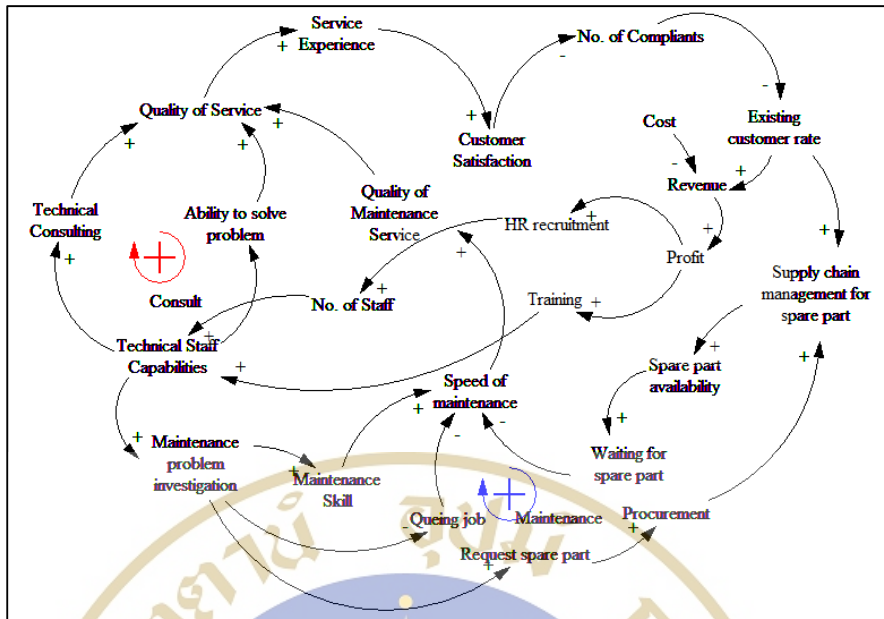 Service
Experience
No. of Compliants
Quality of Service
Cost
Existing
customer rate
Customer
Satisfaction
Revenue
Technical
Consulting
Ability to solve
problem
Quality of
Maintenance
Service
HR recruitment
Profit
Consult
No. of Staff
Training
Supply chain
management for
spare part
Technical Staff
Capabilities
Speed of
maintenance
Spare part
availability
Maintenance
problem
investigation
Maintenance
Skill
Waiting for
spare part
Queing job
Maintenance
Procurement
Request spare part